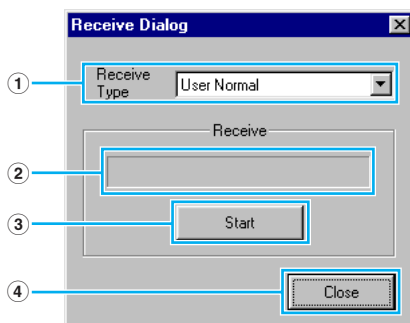 Receive Dialog
① Receive Type User Normal
Receive
②
③ Start
④ Close